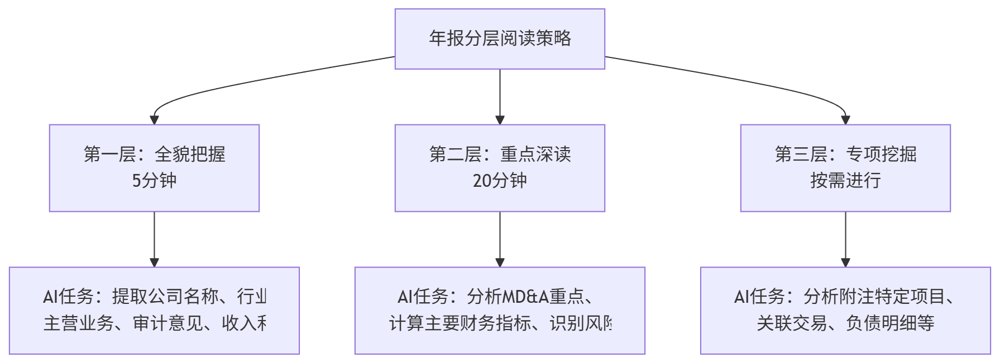 年报分层阅读策略
第一层：全貌把握
5分钟
第二层：重点深读
20分钟
第三层：专项挖掘
按需进行
AI任务：提取公司名称、行业
主营业务、审计意见、收入
AI任务：分析MD&A重点、
计算主要财务指标、识别风险
AI任务：分析附注特定项目、
关联交易、负债明细等